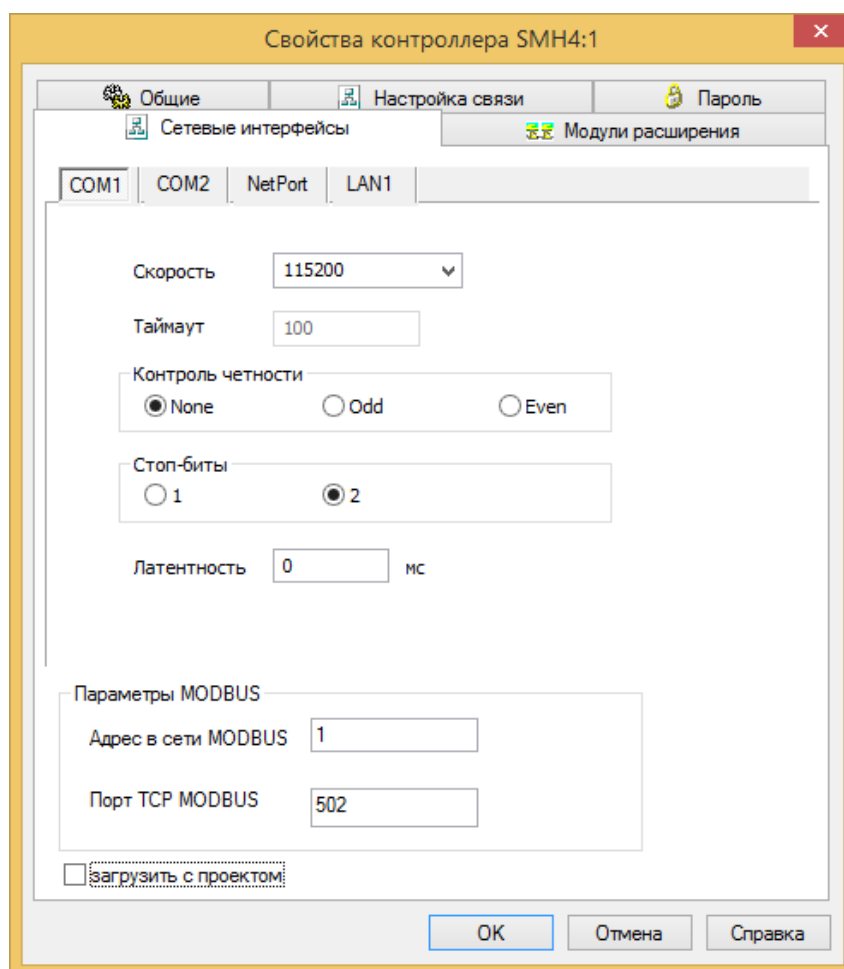 Свойства контроллера SMH4:1
Общие Настройка связи Пароль
Сетевые интерфейсы Модули расширения
COM1 COM2 NetPort LAN1
Скорость 115200
Таймаут 100
Контроль четности
None Odd Even
Стоп-биты
1 2
Латентность 0 мс
Параметры MODBUS
Адрес в сети MODBUS 1
Порт TCP MODBUS 502
загрузить с проектом
OK Отмена Справка